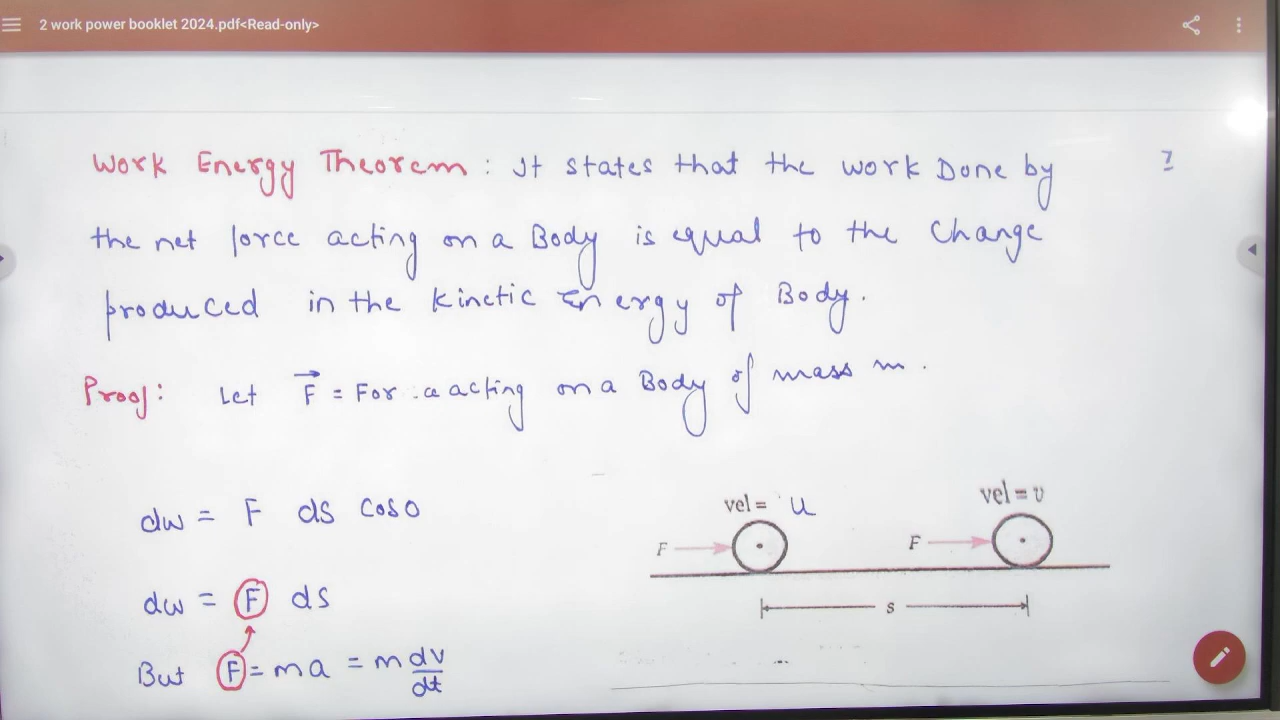 2 work power booklet 2024.pdf<Read-only>
Work Energy Theorem : It states that the work Done by
the net force acting on a Body is equal to the change
produced in the kinetic Energy of Body.
Proof: Let F = acting on a Body of mass m .
dw = F ds cos0
vel = u
vel = v
F
F
dw = F ds
s
But F = ma = m dv/dt